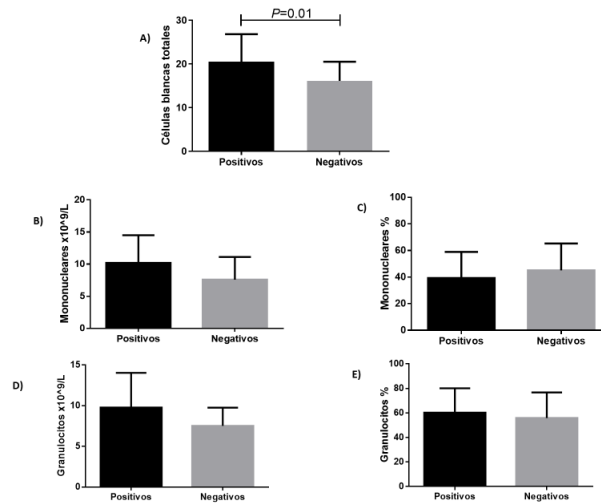 A)
P=0.01
Células blancas totales
30
20
10
0
Positivos Negativos
B)
Mononucleares x10^9/L
20
15
10
5
0
Positivos Negativos
C)
Mononucleares %
100
80
60
40
20
0
Positivos Negativos
D)
Granulocitos x10^9/L
15
10
5
0
Positivos Negativos
E)
Granulocitos %
100
80
60
40
20
0
Positivos Negativos